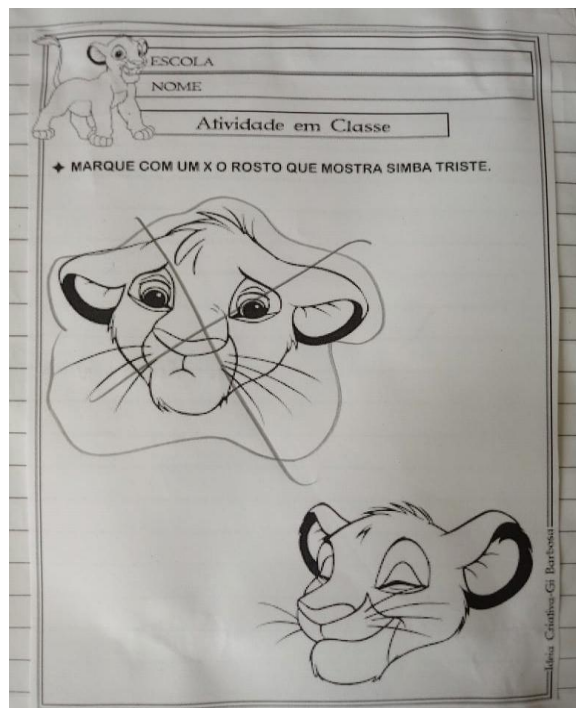 ESCOLA
NOME
Atividade em Classe
✦ MARQUE COM UM X O ROSTO QUE MOSTRA SIMBA TRISTE.
Ideia Criativa-Gi Barbosa